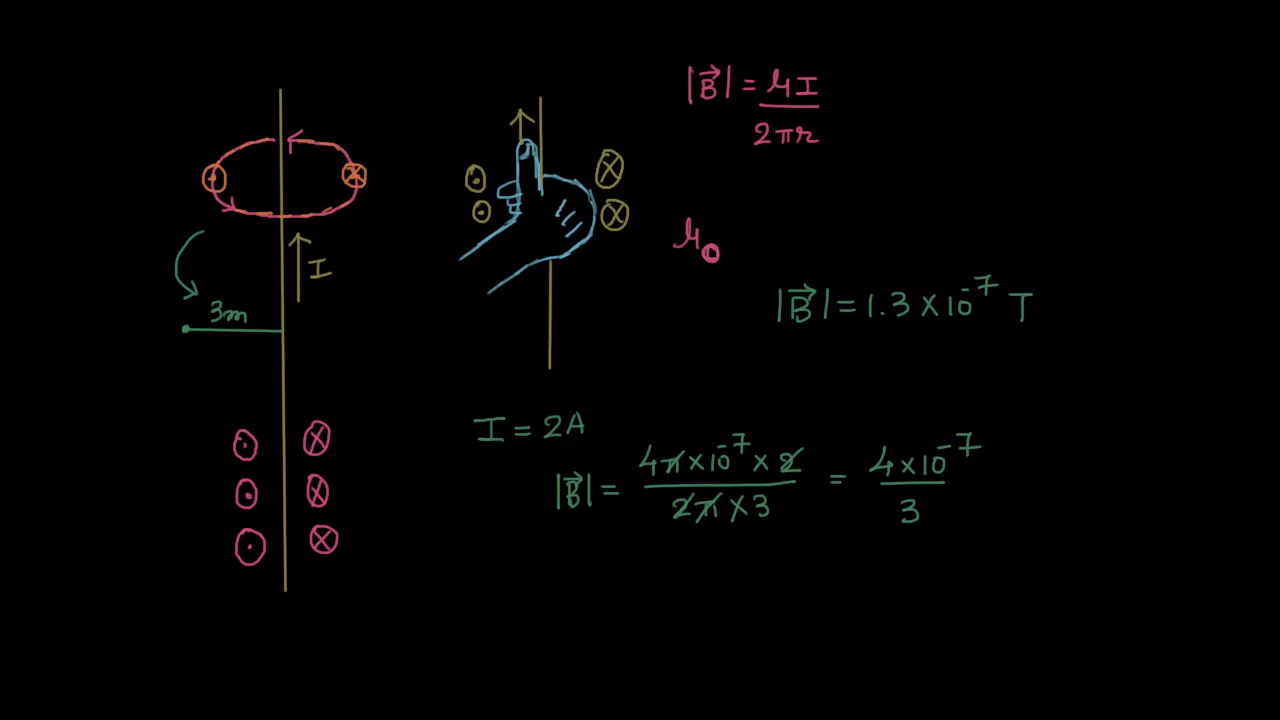 |B⃗| = μI / 2πr
I
μ₀
3m
|B⃗| = 1.3 × 10⁻⁷ T
I = 2A
|B⃗| = 4π×10⁻⁷ × 2 / 2π × 3 = 4×10⁻⁷ / 3